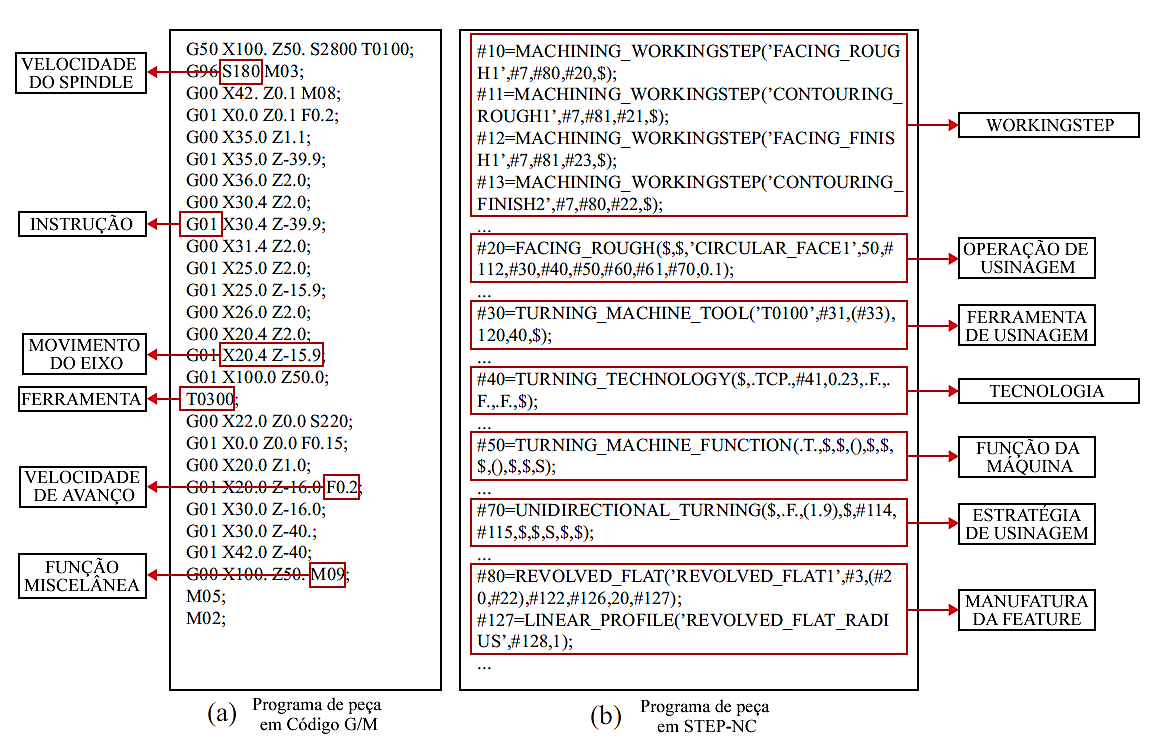 VELOCIDADE
DO SPINDLE
INSTRUÇÃO
MOVIMENTO
DO EIXO
FERRAMENTA
VELOCIDADE
DE AVANÇO
FUNÇÃO
MISCELÂNEA
G50 X100. Z50. S2800 T0100;
G96 S180 M03;
G00 X42. Z0.1 M08;
G01 X0.0 Z0.1 F0.2;
G00 X35.0 Z1.1;
G01 X35.0 Z-39.9;
G00 X36.0 Z2.0;
G00 X30.4 Z2.0;
G01 X30.4 Z-39.9;
G00 X31.4 Z2.0;
G01 X25.0 Z2.0;
G01 X25.0 Z-15.9;
G00 X26.0 Z2.0;
G00 X20.4 Z2.0;
G01 X20.4 Z-15.9;
G01 X100.0 Z50.0;
T0300;
G00 X22.0 Z0.0 S220;
G01 X0.0 Z0.0 F0.15;
G00 X20.0 Z1.0;
G01 X20.0 Z-16.0 F0.2;
G01 X30.0 Z-16.0;
G01 X30.0 Z-40.;
G01 X42.0 Z-40;
G00 X100. Z50. M09;
M05;
M02;
(a) Programa de peça
em Código G/M
#10=MACHINING_WORKINGSTEP('FACING_ROUG
H1',#7,#80,#20,$);
#11=MACHINING_WORKINGSTEP('CONTOURING_
ROUGH1',#7,#81,#21,$);
#12=MACHINING_WORKINGSTEP('FACING_FINIS
H1',#7,#81,#23,$);
#13=MACHINING_WORKINGSTEP('CONTOURING_
FINISH2',#7,#80,#22,$);
...
#20=FACING_ROUGH($,$,'CIRCULAR_FACE1',50,#
112,#30,#40,#50,#60,#61,#70,0.1);
...
#30=TURNING_MACHINE_TOOL('T0100',#31,(#33),
120,40,$);
...
#40=TURNING_TECHNOLOGY($,.TCP.,#41,0.23,.F.,.
F.,.F.,$);
...
#50=TURNING_MACHINE_FUNCTION(.T.,$,$,(),$,$,
$,(),$,$,S);
...
#70=UNIDIRECTIONAL_TURNING($,.F.,(1.9),$,#114,
#115,$,$,S,$,$);
...
#80=REVOLVED_FLAT('REVOLVED_FLAT1',#3,(#2
0,#22),#122,#126,20,#127);
#127=LINEAR_PROFILE('REVOLVED_FLAT_RADI
US',#128,1);
...
(b) Programa de peça
em STEP-NC
WORKINGSTEP
OPERAÇÃO DE
USINAGEM
FERRAMENTA
DE USINAGEM
TECNOLOGIA
FUNÇÃO DA
MÁQUINA
ESTRATÉGIA
DE USINAGEM
MANUFATURA
DA FEATURE